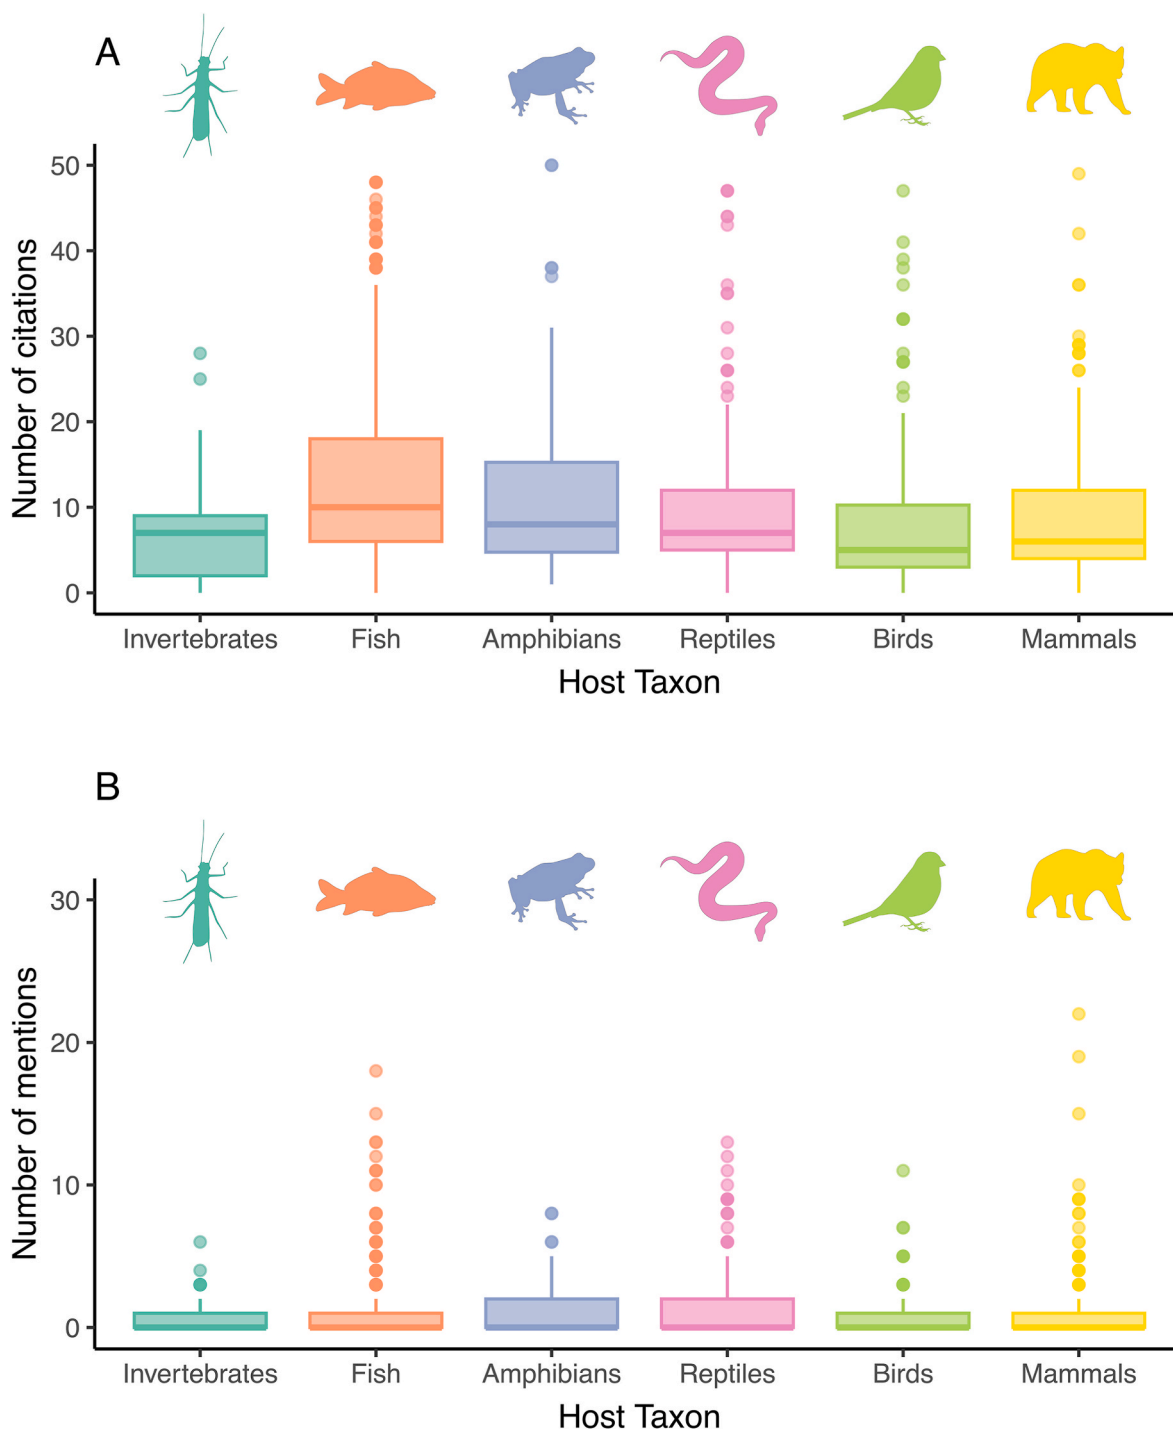 A
50
40
30
20
10
0
Number of citations
Invertebrates Fish Amphibians Reptiles Birds Mammals
Host Taxon
B
30
20
10
0
Number of mentions
Invertebrates Fish Amphibians Reptiles Birds Mammals
Host Taxon